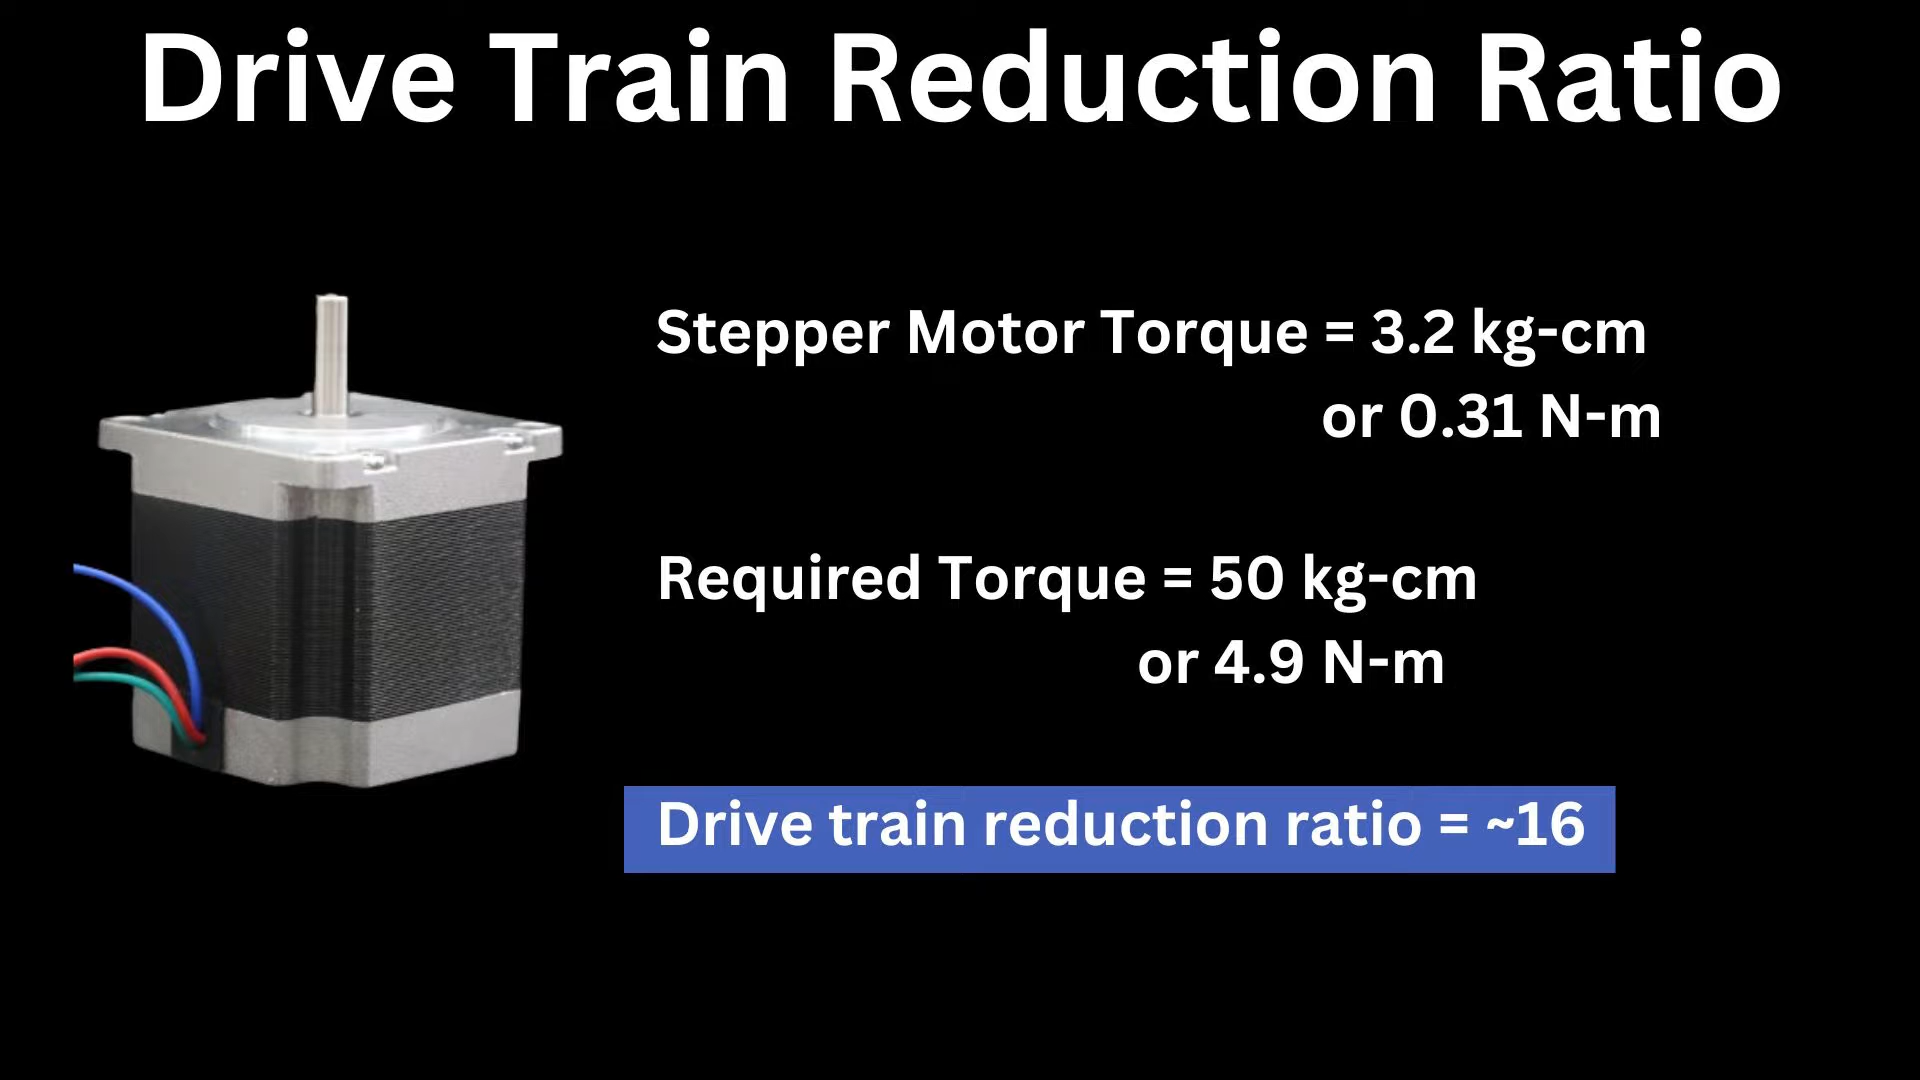 Drive Train Reduction Ratio
Stepper Motor Torque = 3.2 kg-cm
or 0.31 N-m
Required Torque = 50 kg-cm
or 4.9 N-m
Drive train reduction ratio = ~16